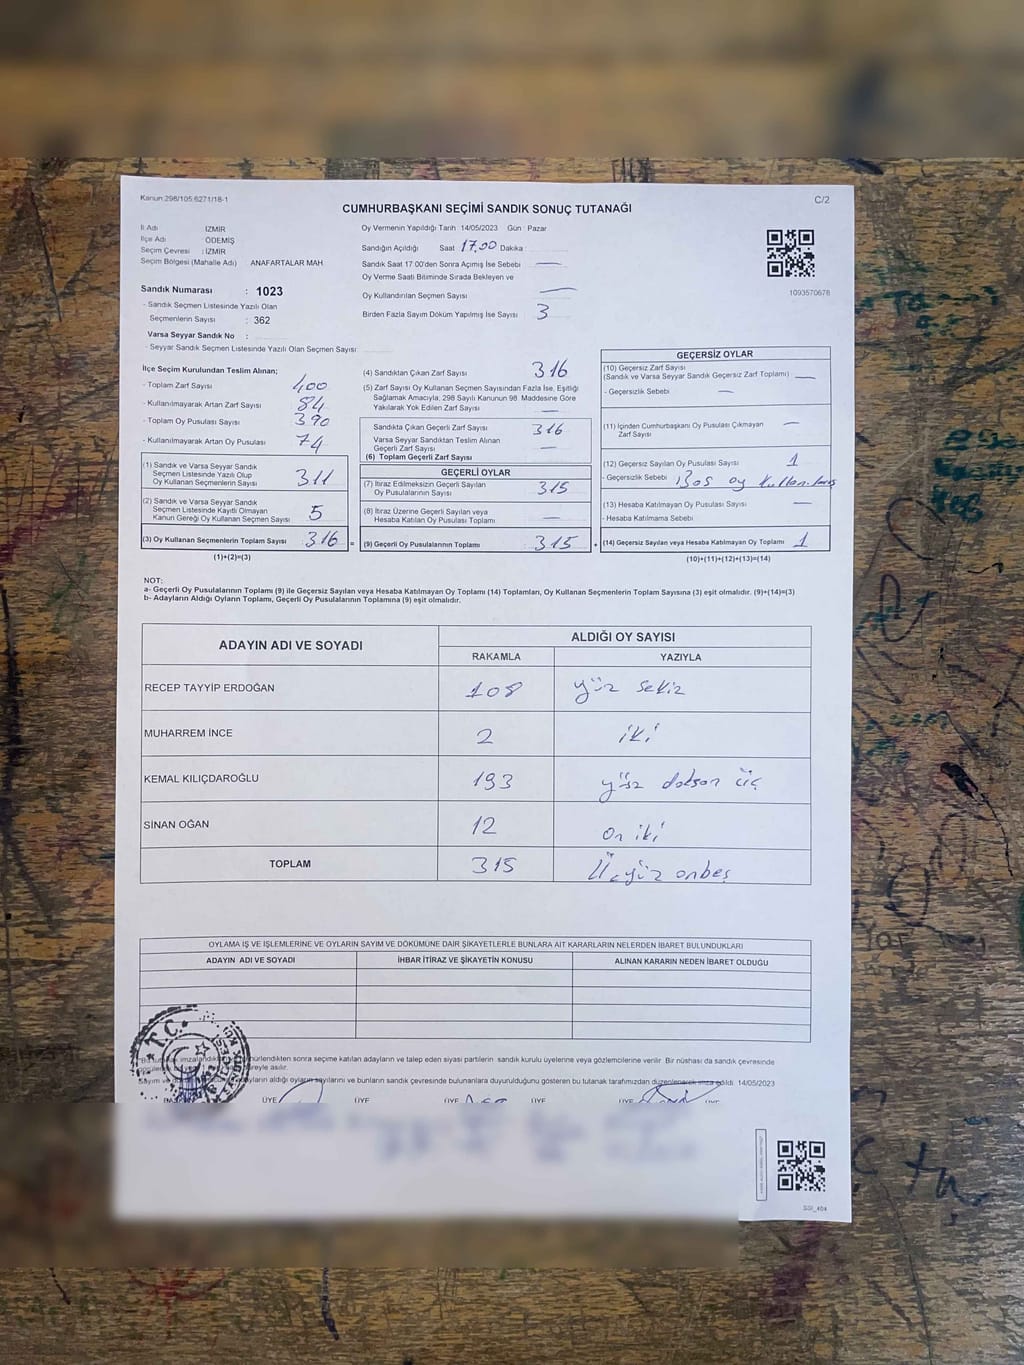 Kanun:298/105.6271/18-1
C/2
CUMHURBAŞKANI SEÇİMİ SANDIK SONUÇ TUTANAĞI
İl Adı İZMİR
İlçe Adı ÖDEMİŞ
Seçim Çevresi : İZMİR
Seçim Bölgesi (Mahalle Adı) ANAFARTALAR MAH.
Sandık Numarası : 1023
- Sandık Seçmen Listesinde Yazılı Olan
Seçmenlerin Sayısı : 362
Varsa Seyyar Sandık No :
- Seyyar Sandık Seçmen Listesinde Yazılı Olan Seçmen Sayısı
Oy Vermenin Yapıldığı Tarih 14/05/2023 Gün : Pazar
Sandığın Açıldığı Saat 17.00 Dakika :
Sandık Saat 17.00'den Sonra Açımış İse Sebebi —
Oy Verme Saati Bitiminde Sırada Bekleyen ve
Oy Kullandırılan Seçmen Sayısı —
Birden Fazla Sayım Döküm Yapılmış İse Sayısı 3
1093570678
İlçe Seçim Kurulundan Teslim Alınan;
- Toplam Zarf Sayısı 400
- Kullanılmayarak Artan Zarf Sayısı 84
- Toplam Oy Pusulası Sayısı 390
- Kullanılmayarak Artan Oy Pusulası 74
(1) Sandık ve Varsa Seyyar Sandık
Seçmen Listesinde Yazılı Olup
Oy Kullanan Seçmenlerin Sayısı 311
(2) Sandık ve Varsa Seyyar Sandık
Seçmen Listesinde Kayıtlı Olmayan
Kanun Gereği Oy Kullanan Seçmen Sayısı 5
(3) Oy Kullanan Seçmenlerin Toplam Sayısı 316 =
(1)+(2)=(3)
(4) Sandıktan Çıkan Zarf Sayısı 316
(5) Zarf Sayısı Oy Kullanan Seçmen Sayısından Fazla İse, Eşitliği
Sağlamak Amacıyla; 298 Sayılı Kanunun 98. Maddesine Göre
Yakılarak Yok Edilen Zarf Sayısı —
Sandıkta Çıkan Geçerli Zarf Sayısı 316
Varsa Seyyar Sandıktan Teslim Alınan
Geçerli Zarf Sayısı —
(6) Toplam Geçerli Zarf Sayısı
GEÇERLİ OYLAR
(7) İtiraz Edilmeksizin Geçerli Sayılan
Oy Pusulalarının Sayısı 315
(8) İtiraz Üzerine Geçerli Sayılan veya
Hesaba Katılan Oy Pusulası Toplamı —
(9) Geçerli Oy Pusulalarının Toplamı 315 +
GEÇERSİZ OYLAR
(10) Geçersiz Zarf Sayısı
(Sandık ve Varsa Seyyar Sandık Geçersiz Zarf Toplamı) —
- Geçersizlik Sebebi —
(11) İçinden Cumhurbaşkanı Oy Pusulası Çıkmayan
Zarf Sayısı —
(12) Geçersiz Sayılan Oy Pusulası Sayısı 1
- Geçersizlik Sebebi Boş oy kullanılmış
(13) Hesaba Katılmayan Oy Pusulası Sayısı —
- Hesaba Katılmama Sebebi
(14) Geçersiz Sayılan veya Hesaba Katılmayan Oy Toplamı 1
(10)+(11)+(12)+(13)=(14)
NOT:
a- Geçerli Oy Pusulalarının Toplamı (9) ile Geçersiz Sayılan veya Hesaba Katılmayan Oy Toplamı (14) Toplamları, Oy Kullanan Seçmenlerin Toplam Sayısına (3) eşit olmalıdır. (9)+(14)=(3)
b- Adayların Aldığı Oyların Toplamı, Geçerli Oy Pusulalarının Toplamına (9) eşit olmalıdır.
ADAYIN ADI VE SOYADI ALDIĞI OY SAYISI
RAKAMLA YAZIYLA
RECEP TAYYİP ERDOĞAN 108 yüz sekiz
MUHARREM İNCE 2 iki
KEMAL KILIÇDAROĞLU 193 yüz doksan üç
SİNAN OĞAN 12 on iki
TOPLAM 315 Üçyüz onbeş
OYLAMA İŞ VE İŞLEMLERİNE VE OYLARIN SAYIM VE DÖKÜMÜNE DAİR ŞİKAYETLERLE BUNLARA AİT KARARLARIN NELERDEN İBARET BULUNDUKLARI
ADAYIN ADI VE SOYADI İHBAR İTİRAZ VE ŞİKAYETİN KONUSU ALINAN KARARIN NEDEN İBARET OLDUĞU
T.C.
Bu tutanak imzalandıktan mühürlendikten sonra seçime katılan adayların ve talep eden siyasi partilerin sandık kurulu üyelerine veya gözlemcilerine verilir. Bir nüshası da sandık çevresinde
süreyle asılır.
Sayım ve adayların aldığı oyların sayılarını ve bunların sandık çevresinde bulunanlara duyurulduğunu gösteren bu tutanak tarafımızdan düzenlenerek imza edildi. 14/05/2023
ÜYE ÜYE ÜYE ÜYE ÜYE ÜYE
SSI_404